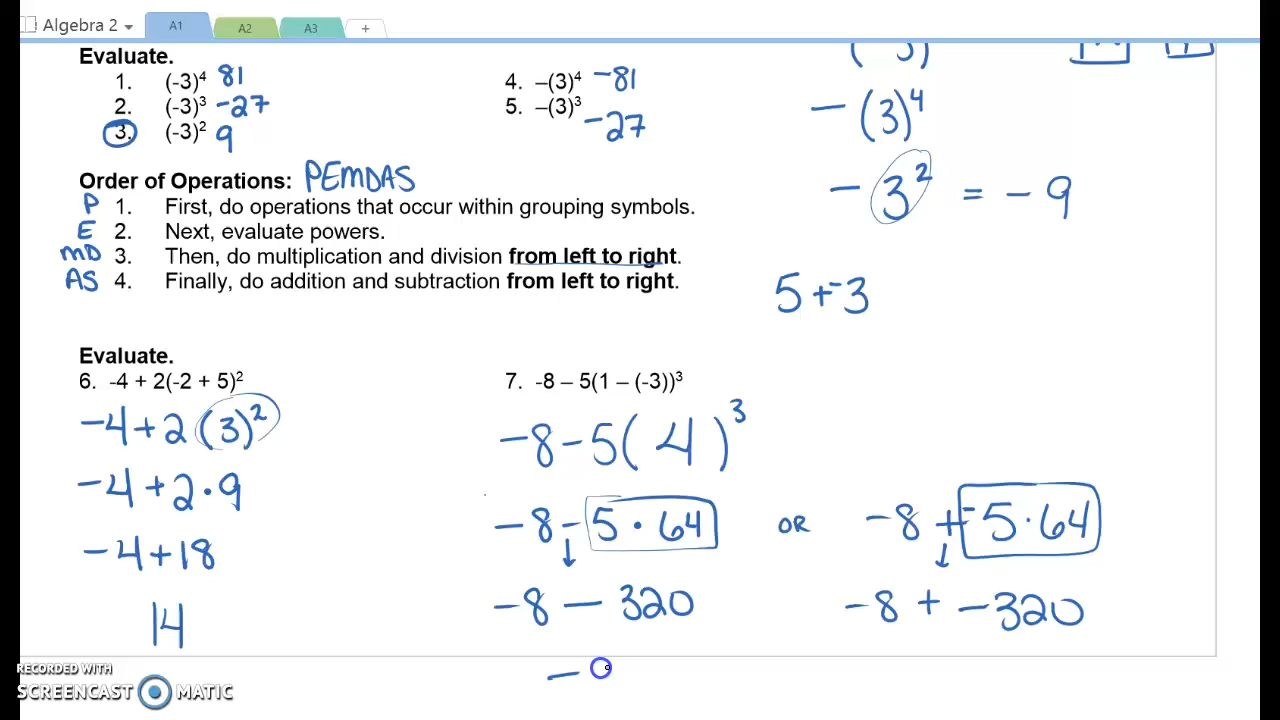 Algebra 2 A1 A2 A3 +
Evaluate.
1. (-3)⁴ 81
2. (-3)³ -27
3. (-3)² 9
4. –(3)⁴ -81
5. –(3)³ -27
Order of Operations: PEMDAS
P 1. First, do operations that occur within grouping symbols.
E 2. Next, evaluate powers.
MD 3. Then, do multiplication and division from left to right.
AS 4. Finally, do addition and subtraction from left to right.
-(3)⁴
-3² = -9
5+-3
Evaluate.
6. -4 + 2(-2 + 5)²
-4+2(3)²
-4+2•9
-4+18
14
7. -8 – 5(1 – (-3))³
-8-5(4)³
-8-5•64 OR -8+-5·64
-8-320
-8+-320
-
RECORDED WITH
SCREENCAST MATIC